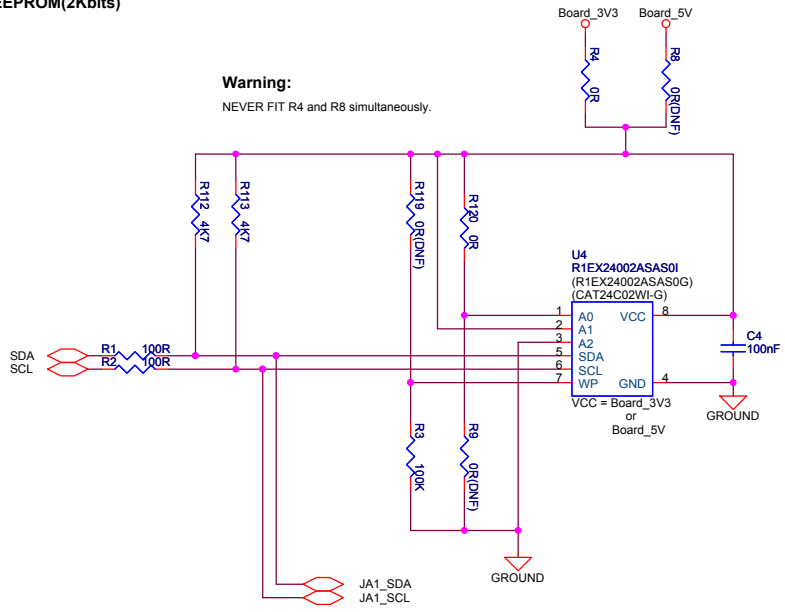 EEPROM(2Kbits)
Board_3V3
Board_5V
R4
0R
R8
0R(DNF)
Warning:
NEVER FIT R4 and R8 simultaneously.
R112
4K7
R113
4K7
R119
0R(DNF)
R120
0R
U4
R1EX24002ASAS0I
(R1EX24002ASAS0G)
(CAT24C02WI-G)
1
A0
VCC
8
2
A1
3
A2
5
SDA
6
SCL
7
WP
GND
4
VCC = Board_3V3
or
Board_5V
C4
100nF
GROUND
SDA
R1
100R
SCL
R2
100R
R3
100K
R9
0R(DNF)
GROUND
JA1_SDA
JA1_SCL